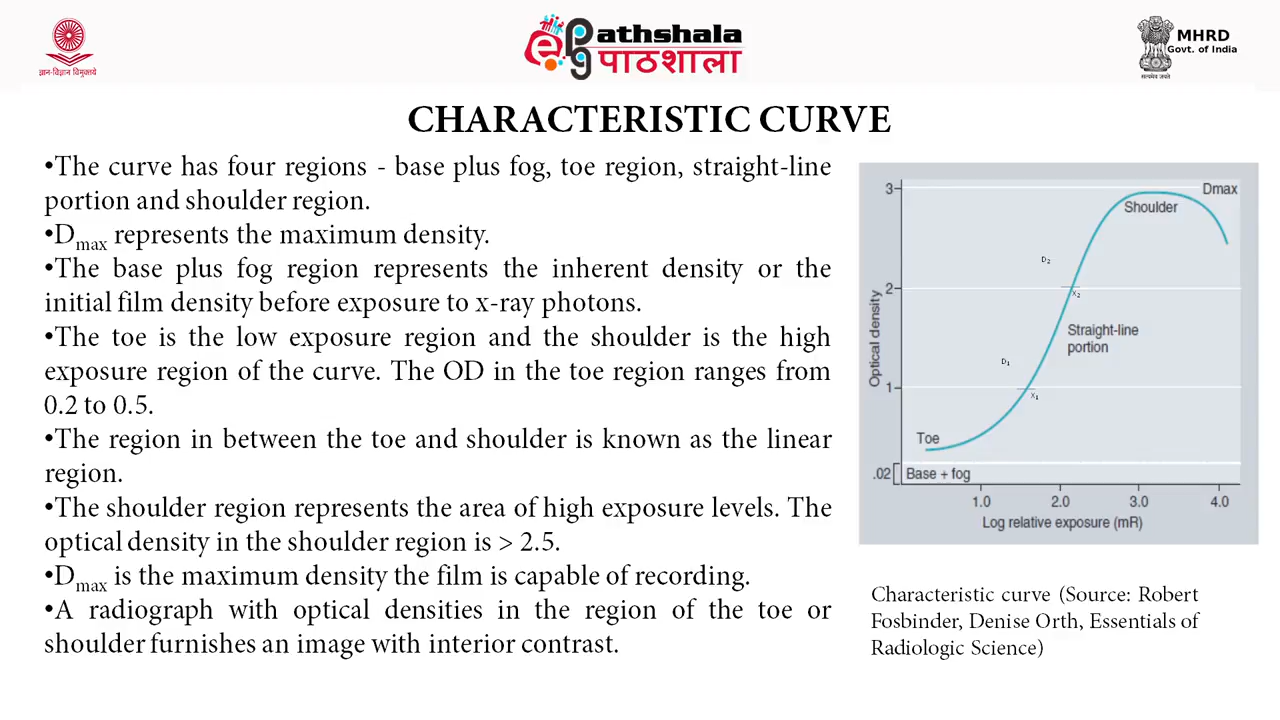 ज्ञान-विज्ञान विमुक्तये
ePG athshala
पाठशाला
MHRD
Govt. of India
सत्यमेव जयते
CHARACTERISTIC CURVE
•The curve has four regions - base plus fog, toe region, straight-line
portion and shoulder region.
•Dmax represents the maximum density.
•The base plus fog region represents the inherent density or the
initial film density before exposure to x-ray photons.
•The toe is the low exposure region and the shoulder is the high
exposure region of the curve. The OD in the toe region ranges from
0.2 to 0.5.
•The region in between the toe and shoulder is known as the linear
region.
•The shoulder region represents the area of high exposure levels. The
optical density in the shoulder region is > 2.5.
•Dmax is the maximum density the film is capable of recording.
•A radiograph with optical densities in the region of the toe or
shoulder furnishes an image with interior contrast.
3
Dmax
Shoulder
D2
2
X2
Straight-line
portion
Optical density
D1
1
X1
Toe
.02
Base + fog
1.0 2.0 3.0 4.0
Log relative exposure (mR)
Characteristic curve (Source: Robert
Fosbinder, Denise Orth, Essentials of
Radiologic Science)